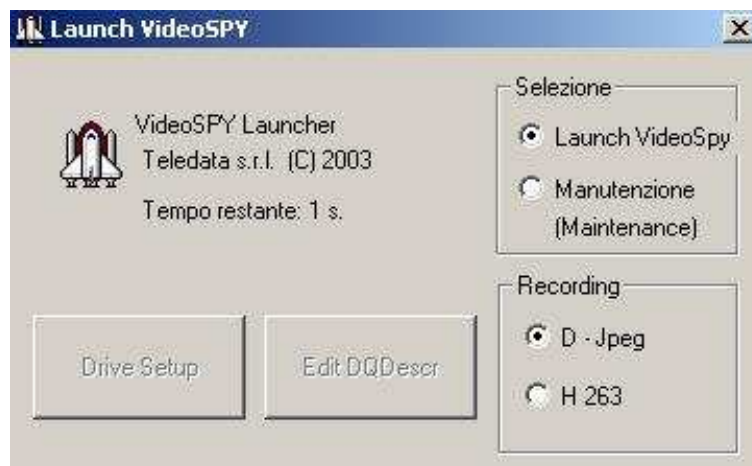 Launch VideoSPY
VideoSPY Launcher
Teledata s.r.l. (C) 2003
Tempo restante: 1 s.
Selezione
Launch VideoSpy
Manutenzione
(Maintenance)
Recording
D - Jpeg
H 263
Drive Setup
Edit DQDescr